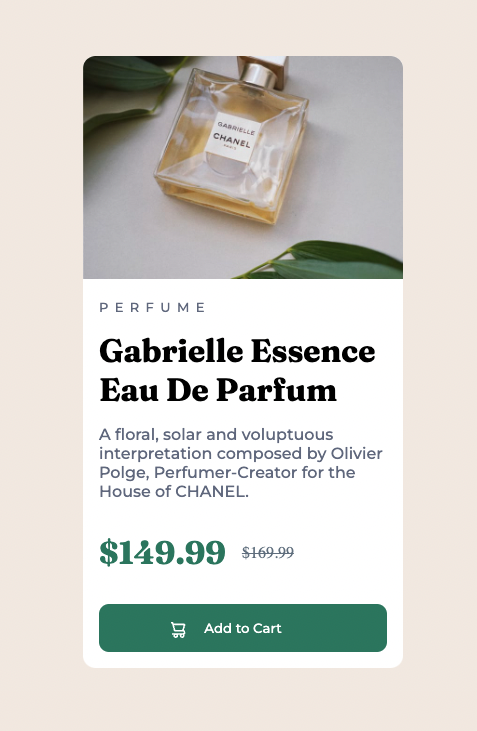 GABRIELLE
CHANEL
PARIS
PERFUME
Gabrielle Essence
Eau De Parfum
A floral, solar and voluptuous
interpretation composed by Olivier
Polge, Perfumer-Creator for the
House of CHANEL.
$149.99 $169.99
Add to Cart